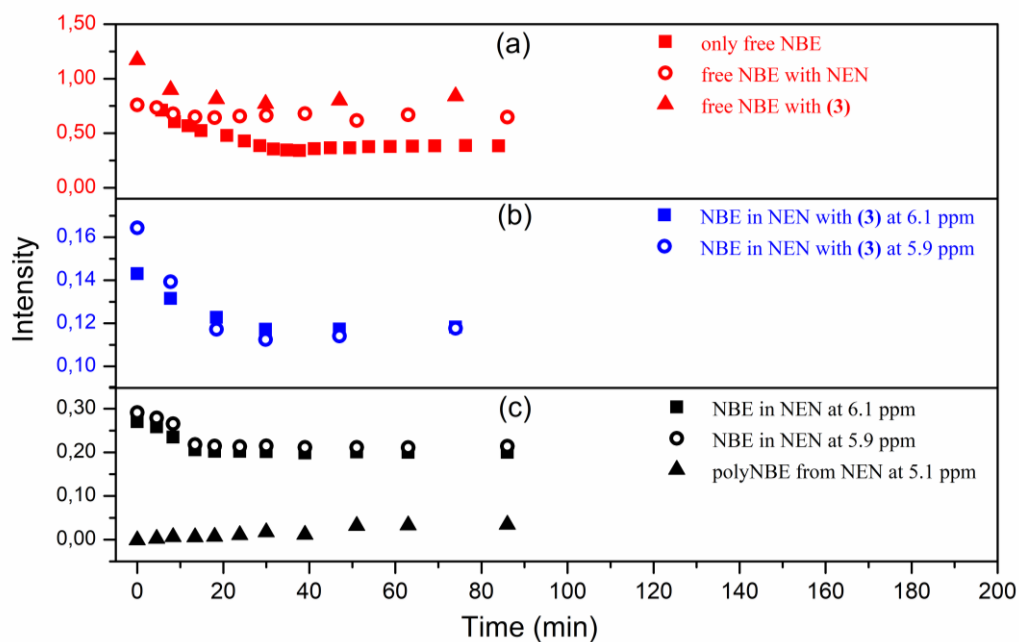 1,50
1,00
0,50
0,00
(a)
only free NBE
free NBE with NEN
free NBE with (3)
Intensity
0,16
0,14
0,12
0,10
(b)
NBE in NEN with (3) at 6.1 ppm
NBE in NEN with (3) at 5.9 ppm
0,30
0,20
0,10
0,00
(c)
NBE in NEN at 6.1 ppm
NBE in NEN at 5.9 ppm
polyNBE from NEN at 5.1 ppm
0 20 40 60 80 100 120 140 160 180 200
Time (min)